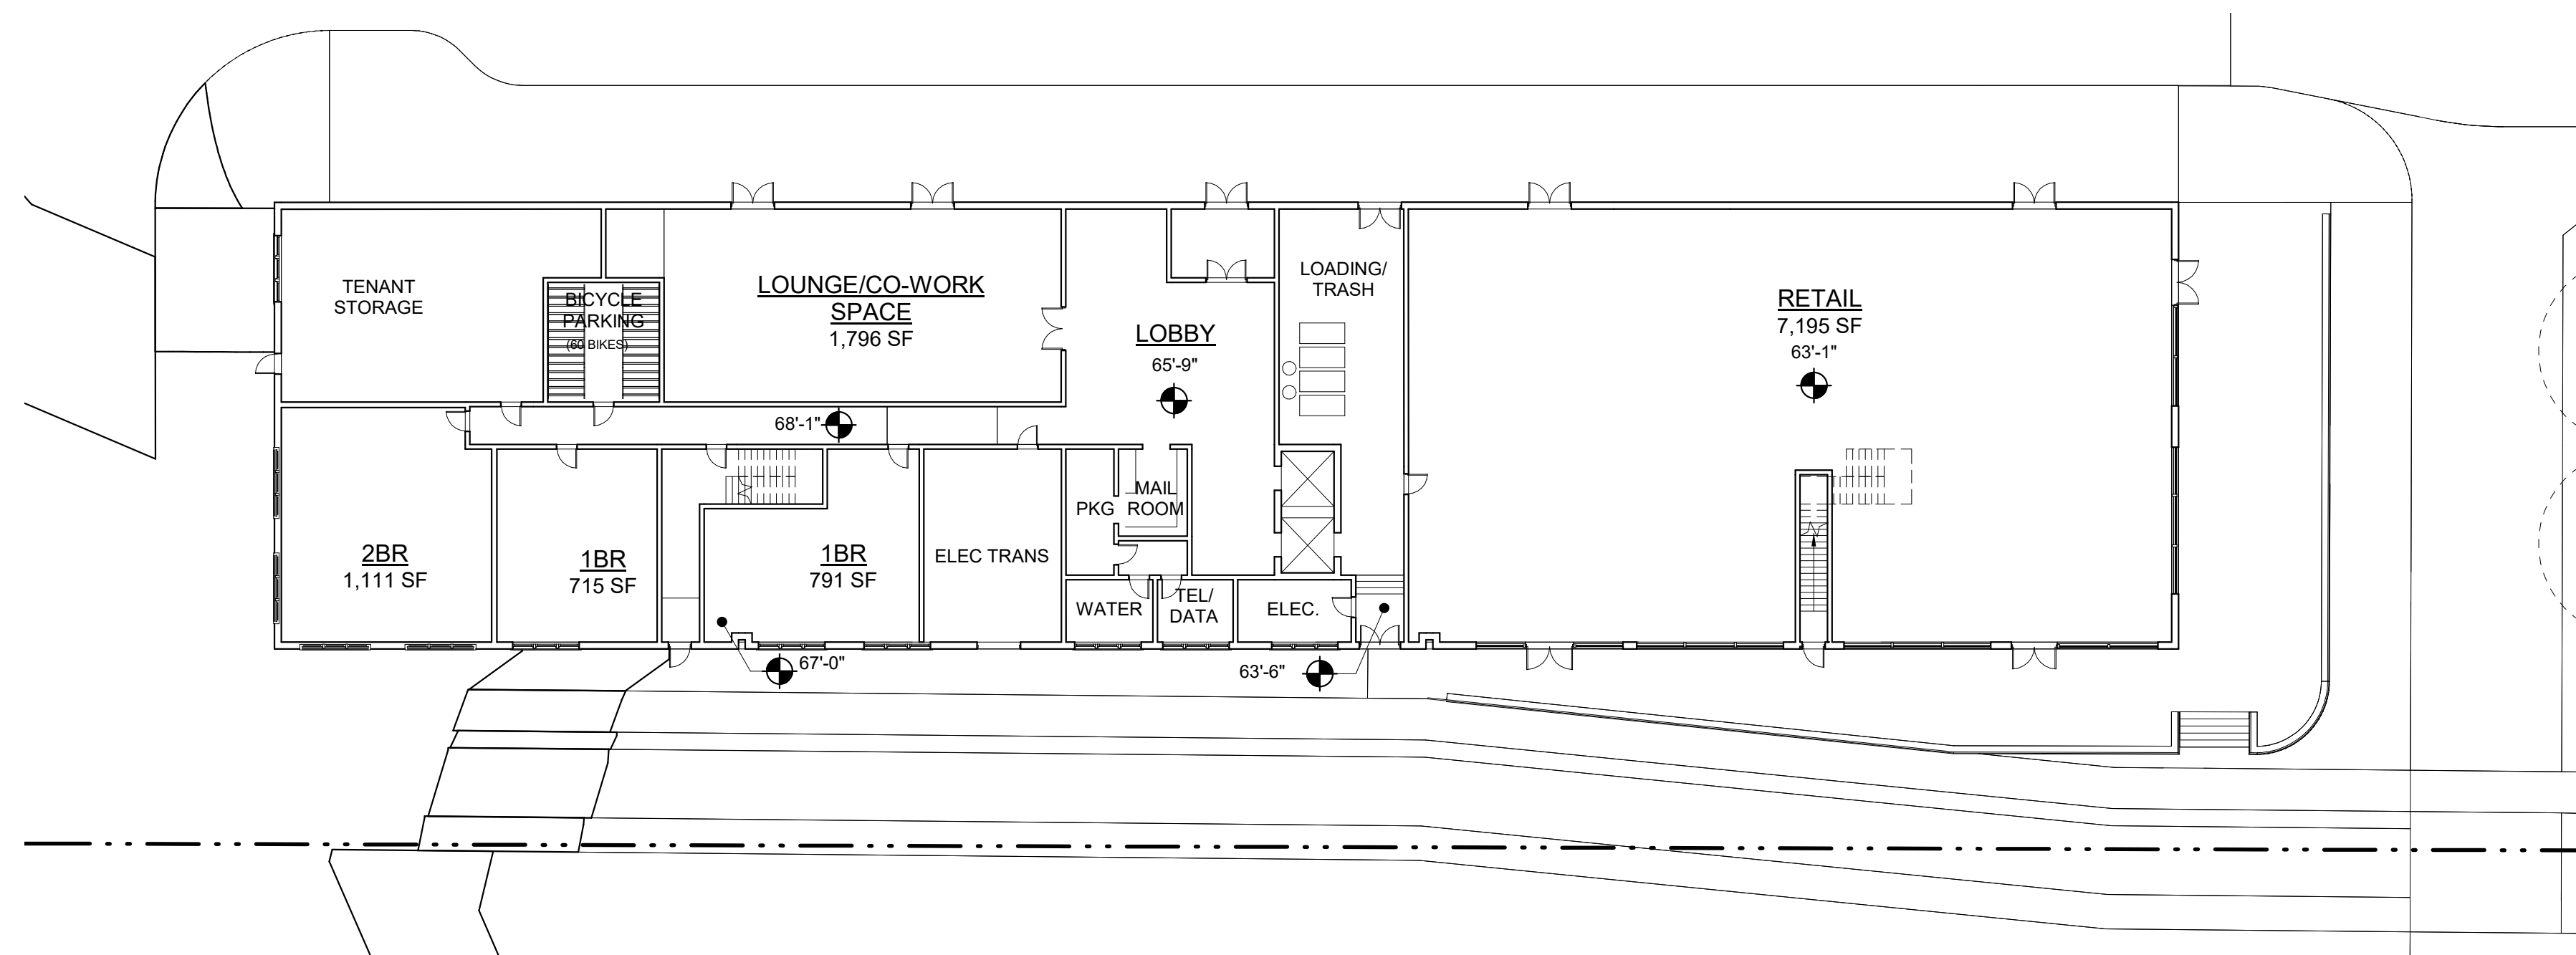 TENANT
STORAGE
BICYCLE
PARKING
(60 BIKES)
LOUNGE/CO-WORK
SPACE
1,796 SF
LOBBY
65'-9"
LOADING/
TRASH
RETAIL
7,195 SF
63'-1"
68'-1"
2BR
1,111 SF
1BR
715 SF
1BR
791 SF
ELEC TRANS
PKG
MAIL
ROOM
WATER
TEL/
DATA
ELEC.
67'-0"
63'-6"